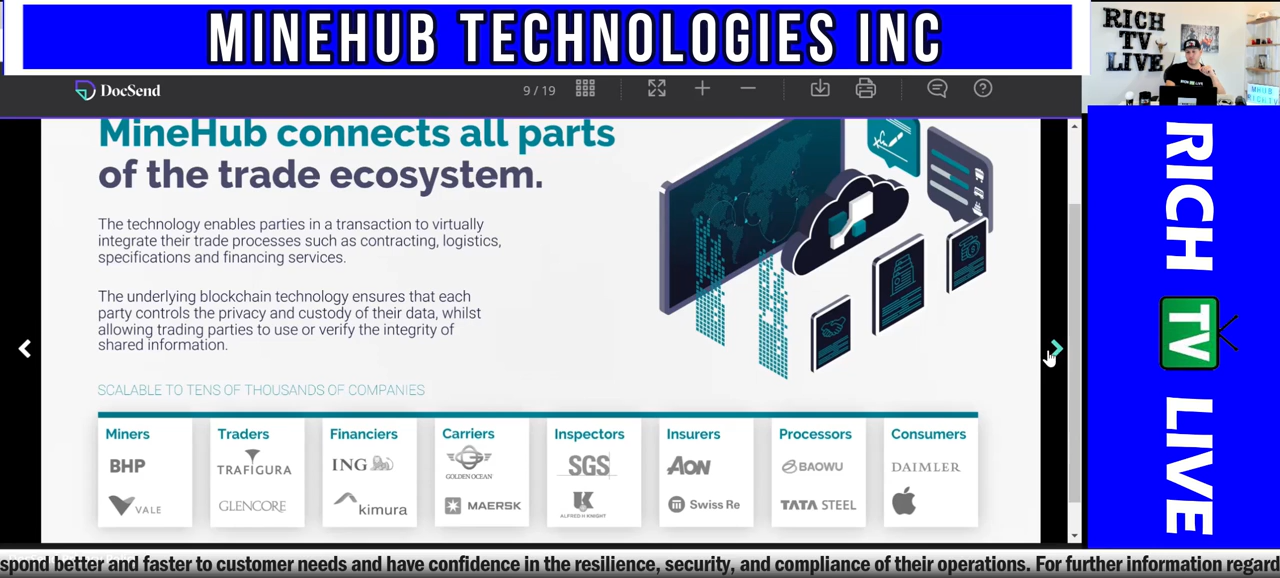 MINEHUB TECHNOLOGIES INC
RICH
TV
LIVE
DocSend
9 / 19
MineHub connects all parts
of the trade ecosystem.
The technology enables parties in a transaction to virtually
integrate their trade processes such as contracting, logistics,
specifications and financing services.
The underlying blockchain technology ensures that each
party controls the privacy and custody of their data, whilst
allowing trading parties to use or verify the integrity of
shared information.
SCALABLE TO TENS OF THOUSANDS OF COMPANIES
Miners
BHP
VALE
Traders
TRAFIGURA
GLENCORE
Financiers
ING
kimura
Carriers
GOLDEN OCEAN
MAERSK
Inspectors
SGS
ALFRED H KNIGHT
Insurers
AON
Swiss Re
Processors
BAOWU
TATA STEEL
Consumers
DAIMLER
RICH TV LIVE
spond better and faster to customer needs and have confidence in the resilience, security, and compliance of their operations. For further information regard